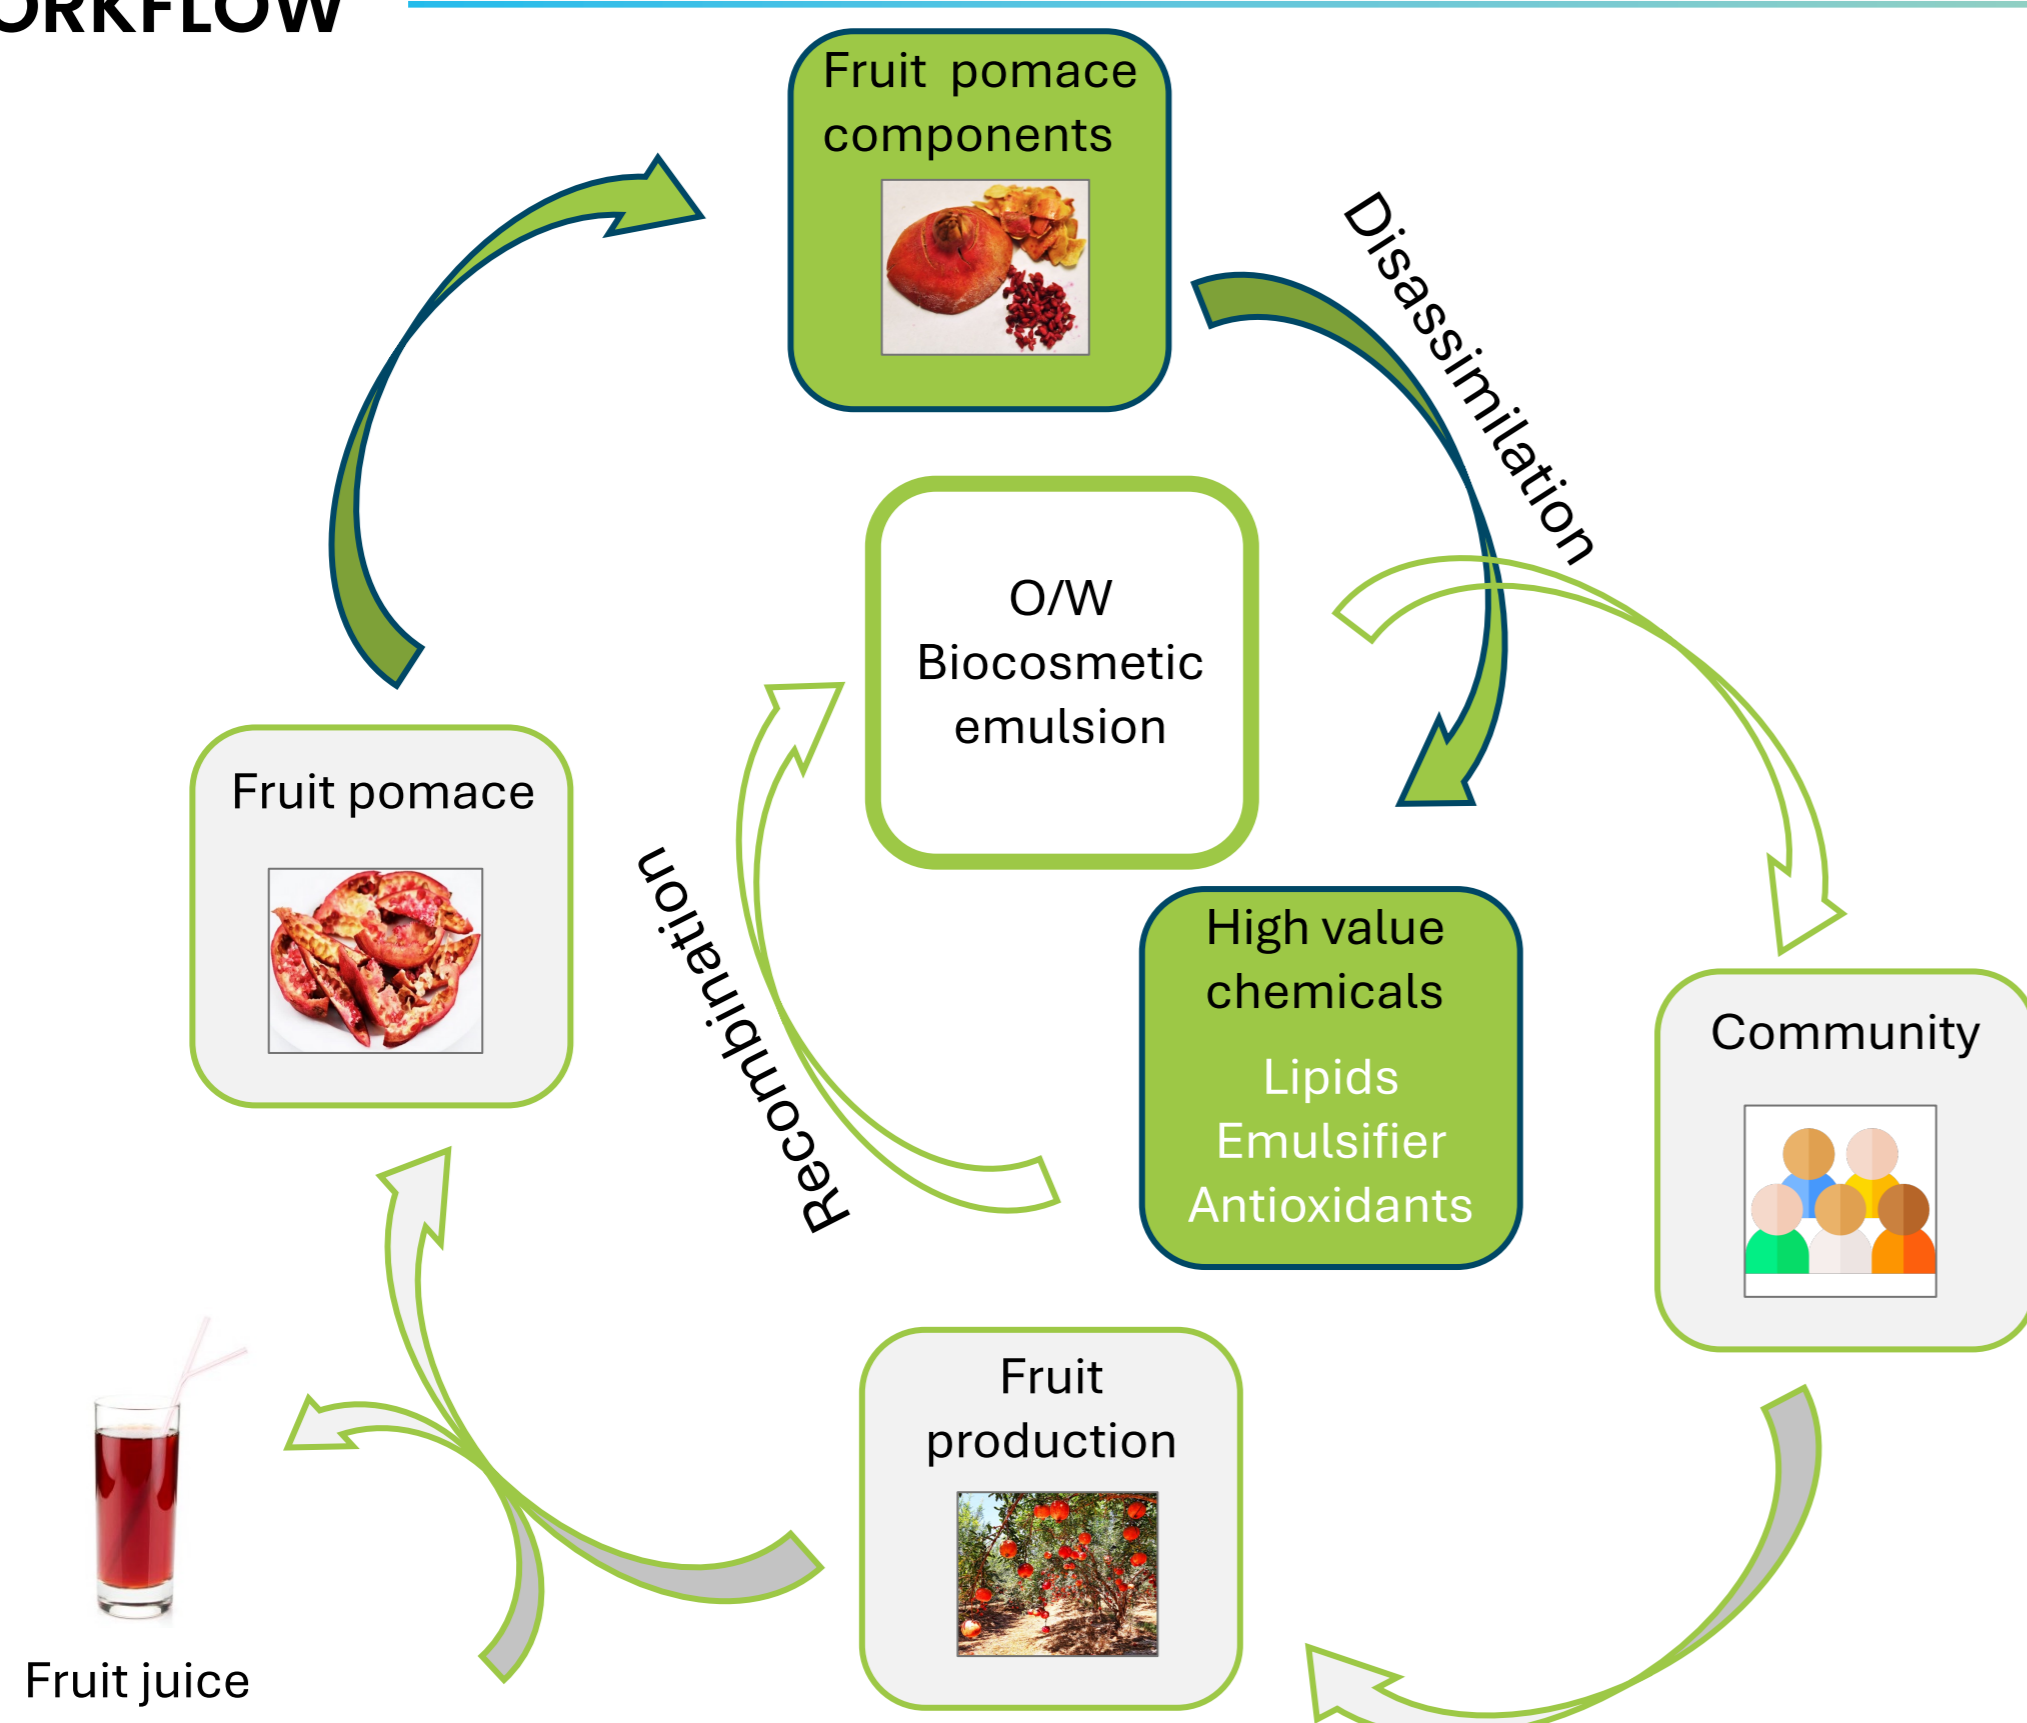 ORKFLOW
Fruit pomace
components
Disassimilation
O/W
Biocosmetic
emulsion
Fruit pomace
Recombination
High value
chemicals
Lipids
Emulsifier
Antioxidants
Community
Fruit
production
Fruit juice